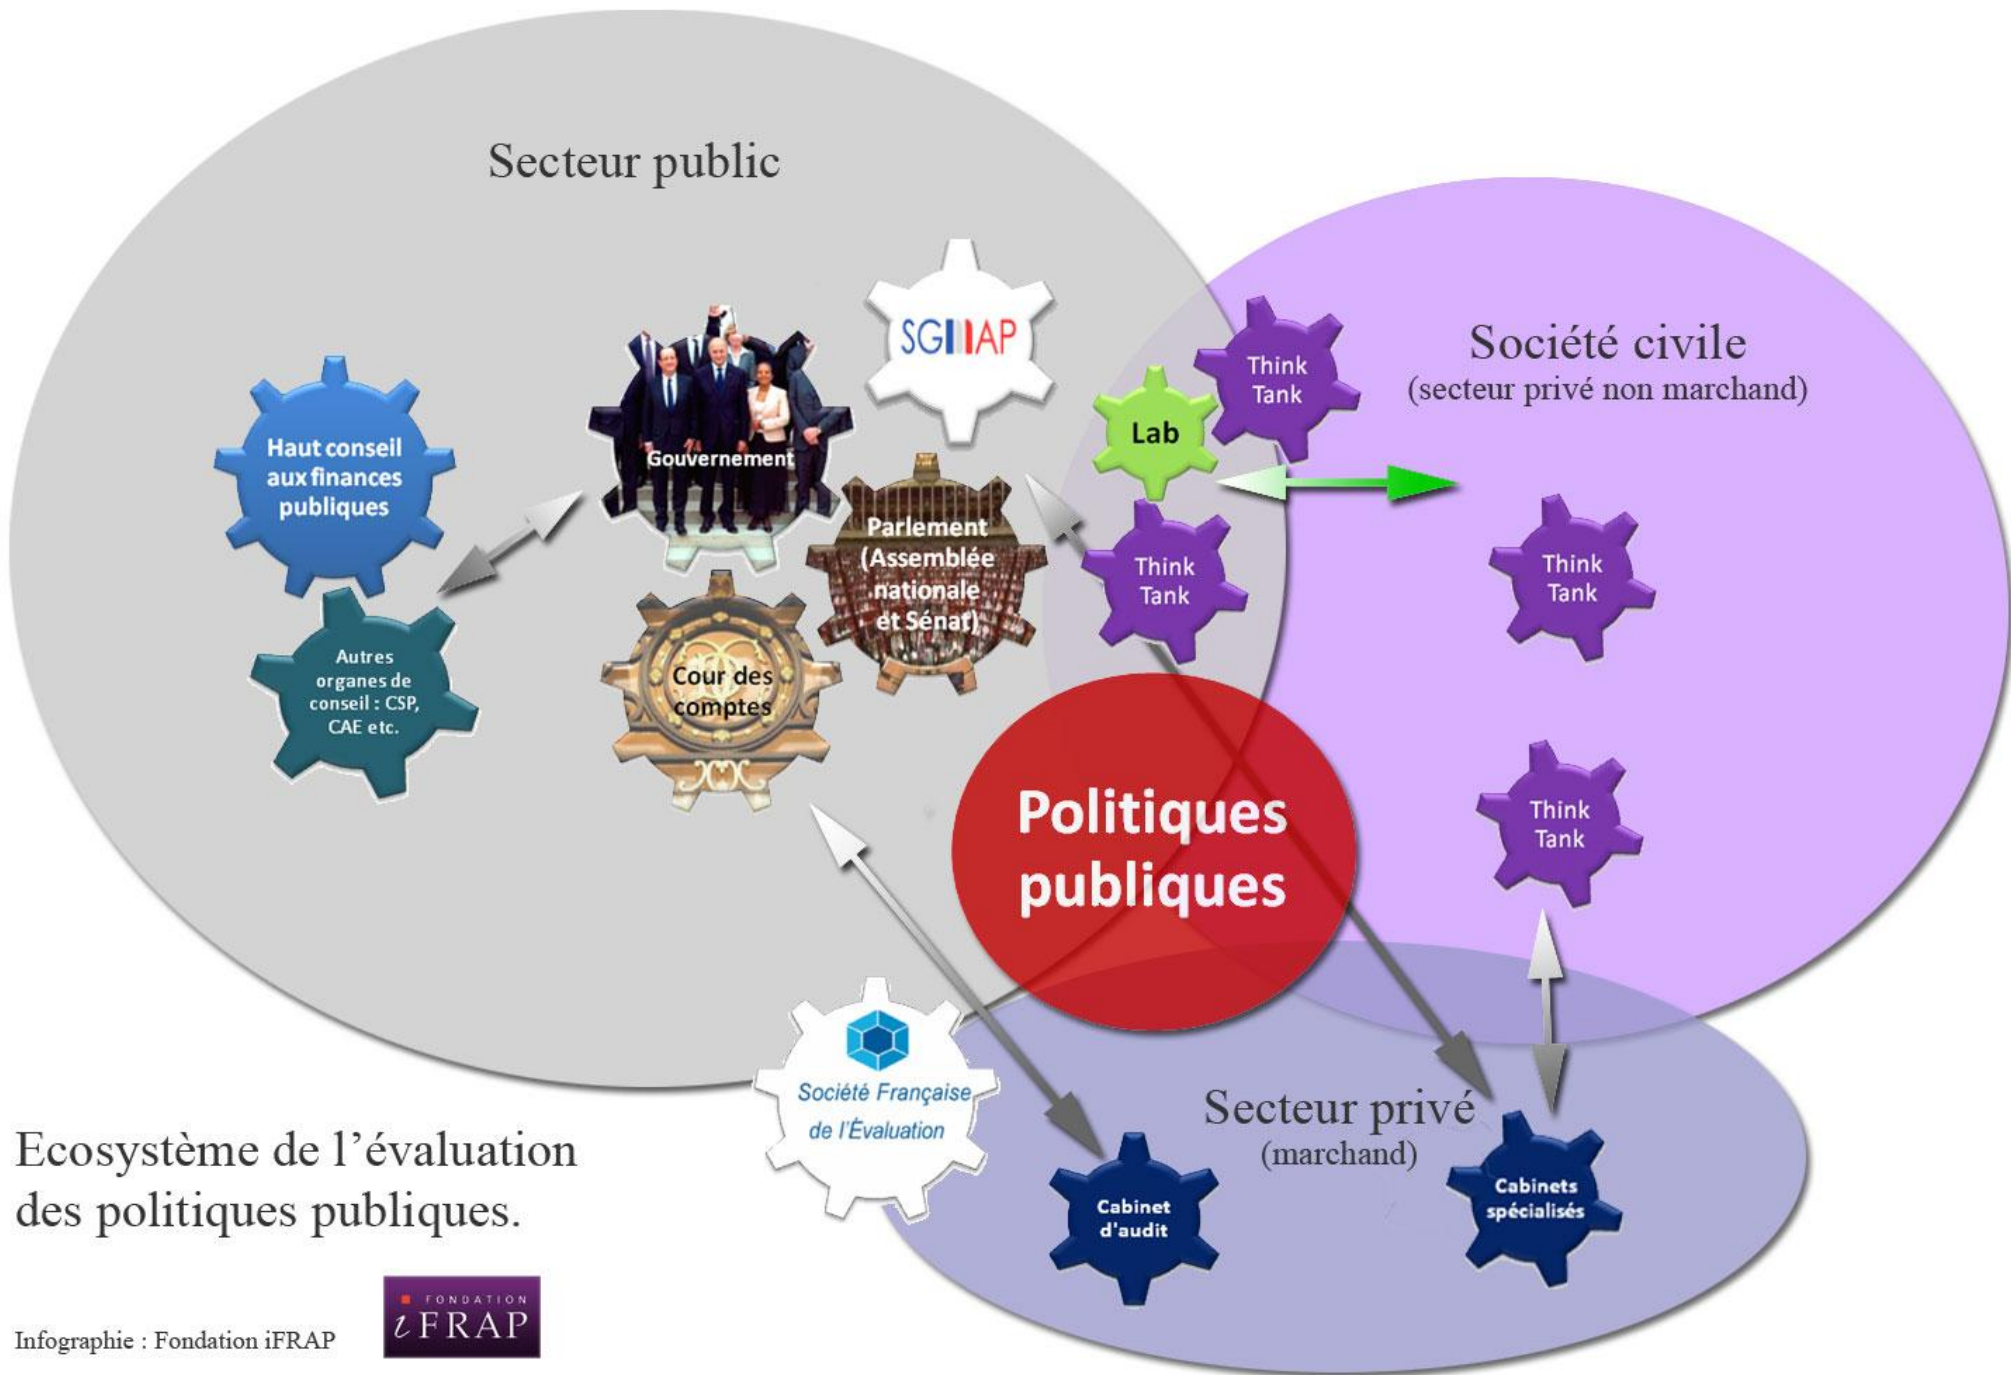 Secteur public
SGMAP
Société civile
(secteur privé non marchand)
Think
Tank
Lab
Haut conseil
aux finances
publiques
Gouvernement
Parlement
(Assemblée
nationale
et Sénat)
Think
Tank
Think
Tank
Autres
organes de
conseil : CSP,
CAE etc.
Cour des
comptes
Politiques
publiques
Think
Tank
Société Française
de l'Évaluation
Secteur privé
(marchand)
Cabinet
d'audit
Cabinets
spécialisés
Ecosystème de l’évaluation
des politiques publiques.
Infographie : Fondation iFRAP
FONDATION
iFRAP